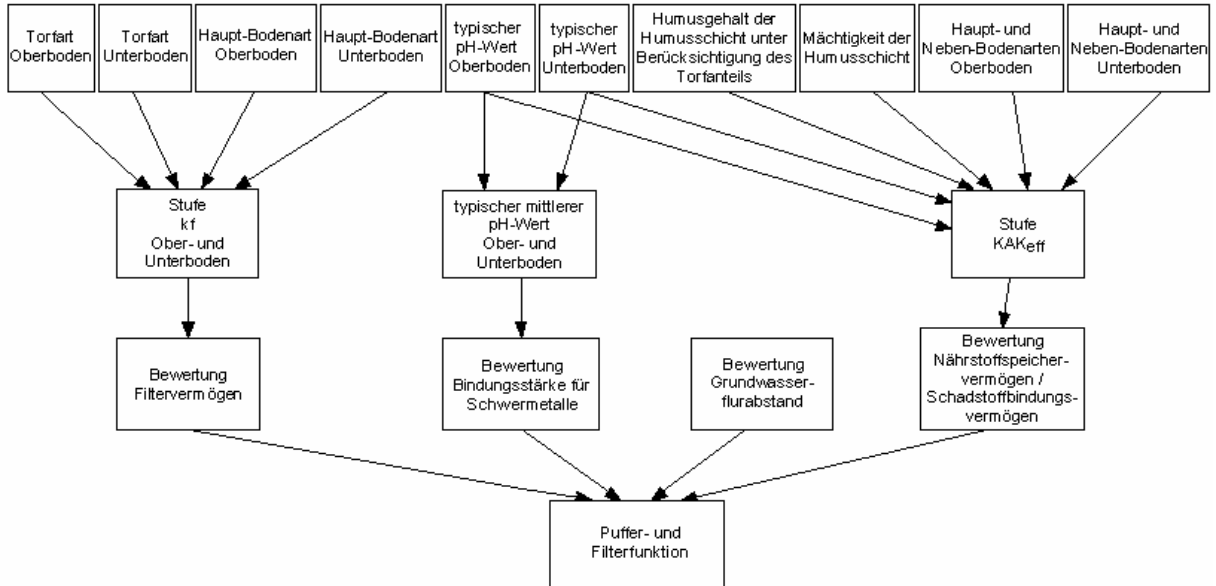 Torfart
Oberboden
Torfart
Unterboden
Haupt-Bodenart
Oberboden
Haupt-Bodenart
Unterboden
typischer
pH-Wert
Oberboden
typischer
pH-Wert
Unterboden
Humusgehalt der
Humusschicht unter
Berücksichtigung des
Torfanteils
Mächtigkeit der
Humusschicht
Haupt- und
Neben-Bodenarten
Oberboden
Haupt- und
Neben-Bodenarten
Unterboden
Stufe
kf
Ober- und
Unterboden
typischer mittlerer
pH-Wert
Ober- und
Unterboden
Stufe
KAKeff
Bewertung
Filtervermögen
Bewertung
Bindungsstärke für
Schwermetalle
Bewertung
Grundwasser-
flurabstand
Bewertung
Nährstoffspeicher-
vermögen /
Schadstoffbindungs-
vermögen
Puffer- und
Filterfunktion